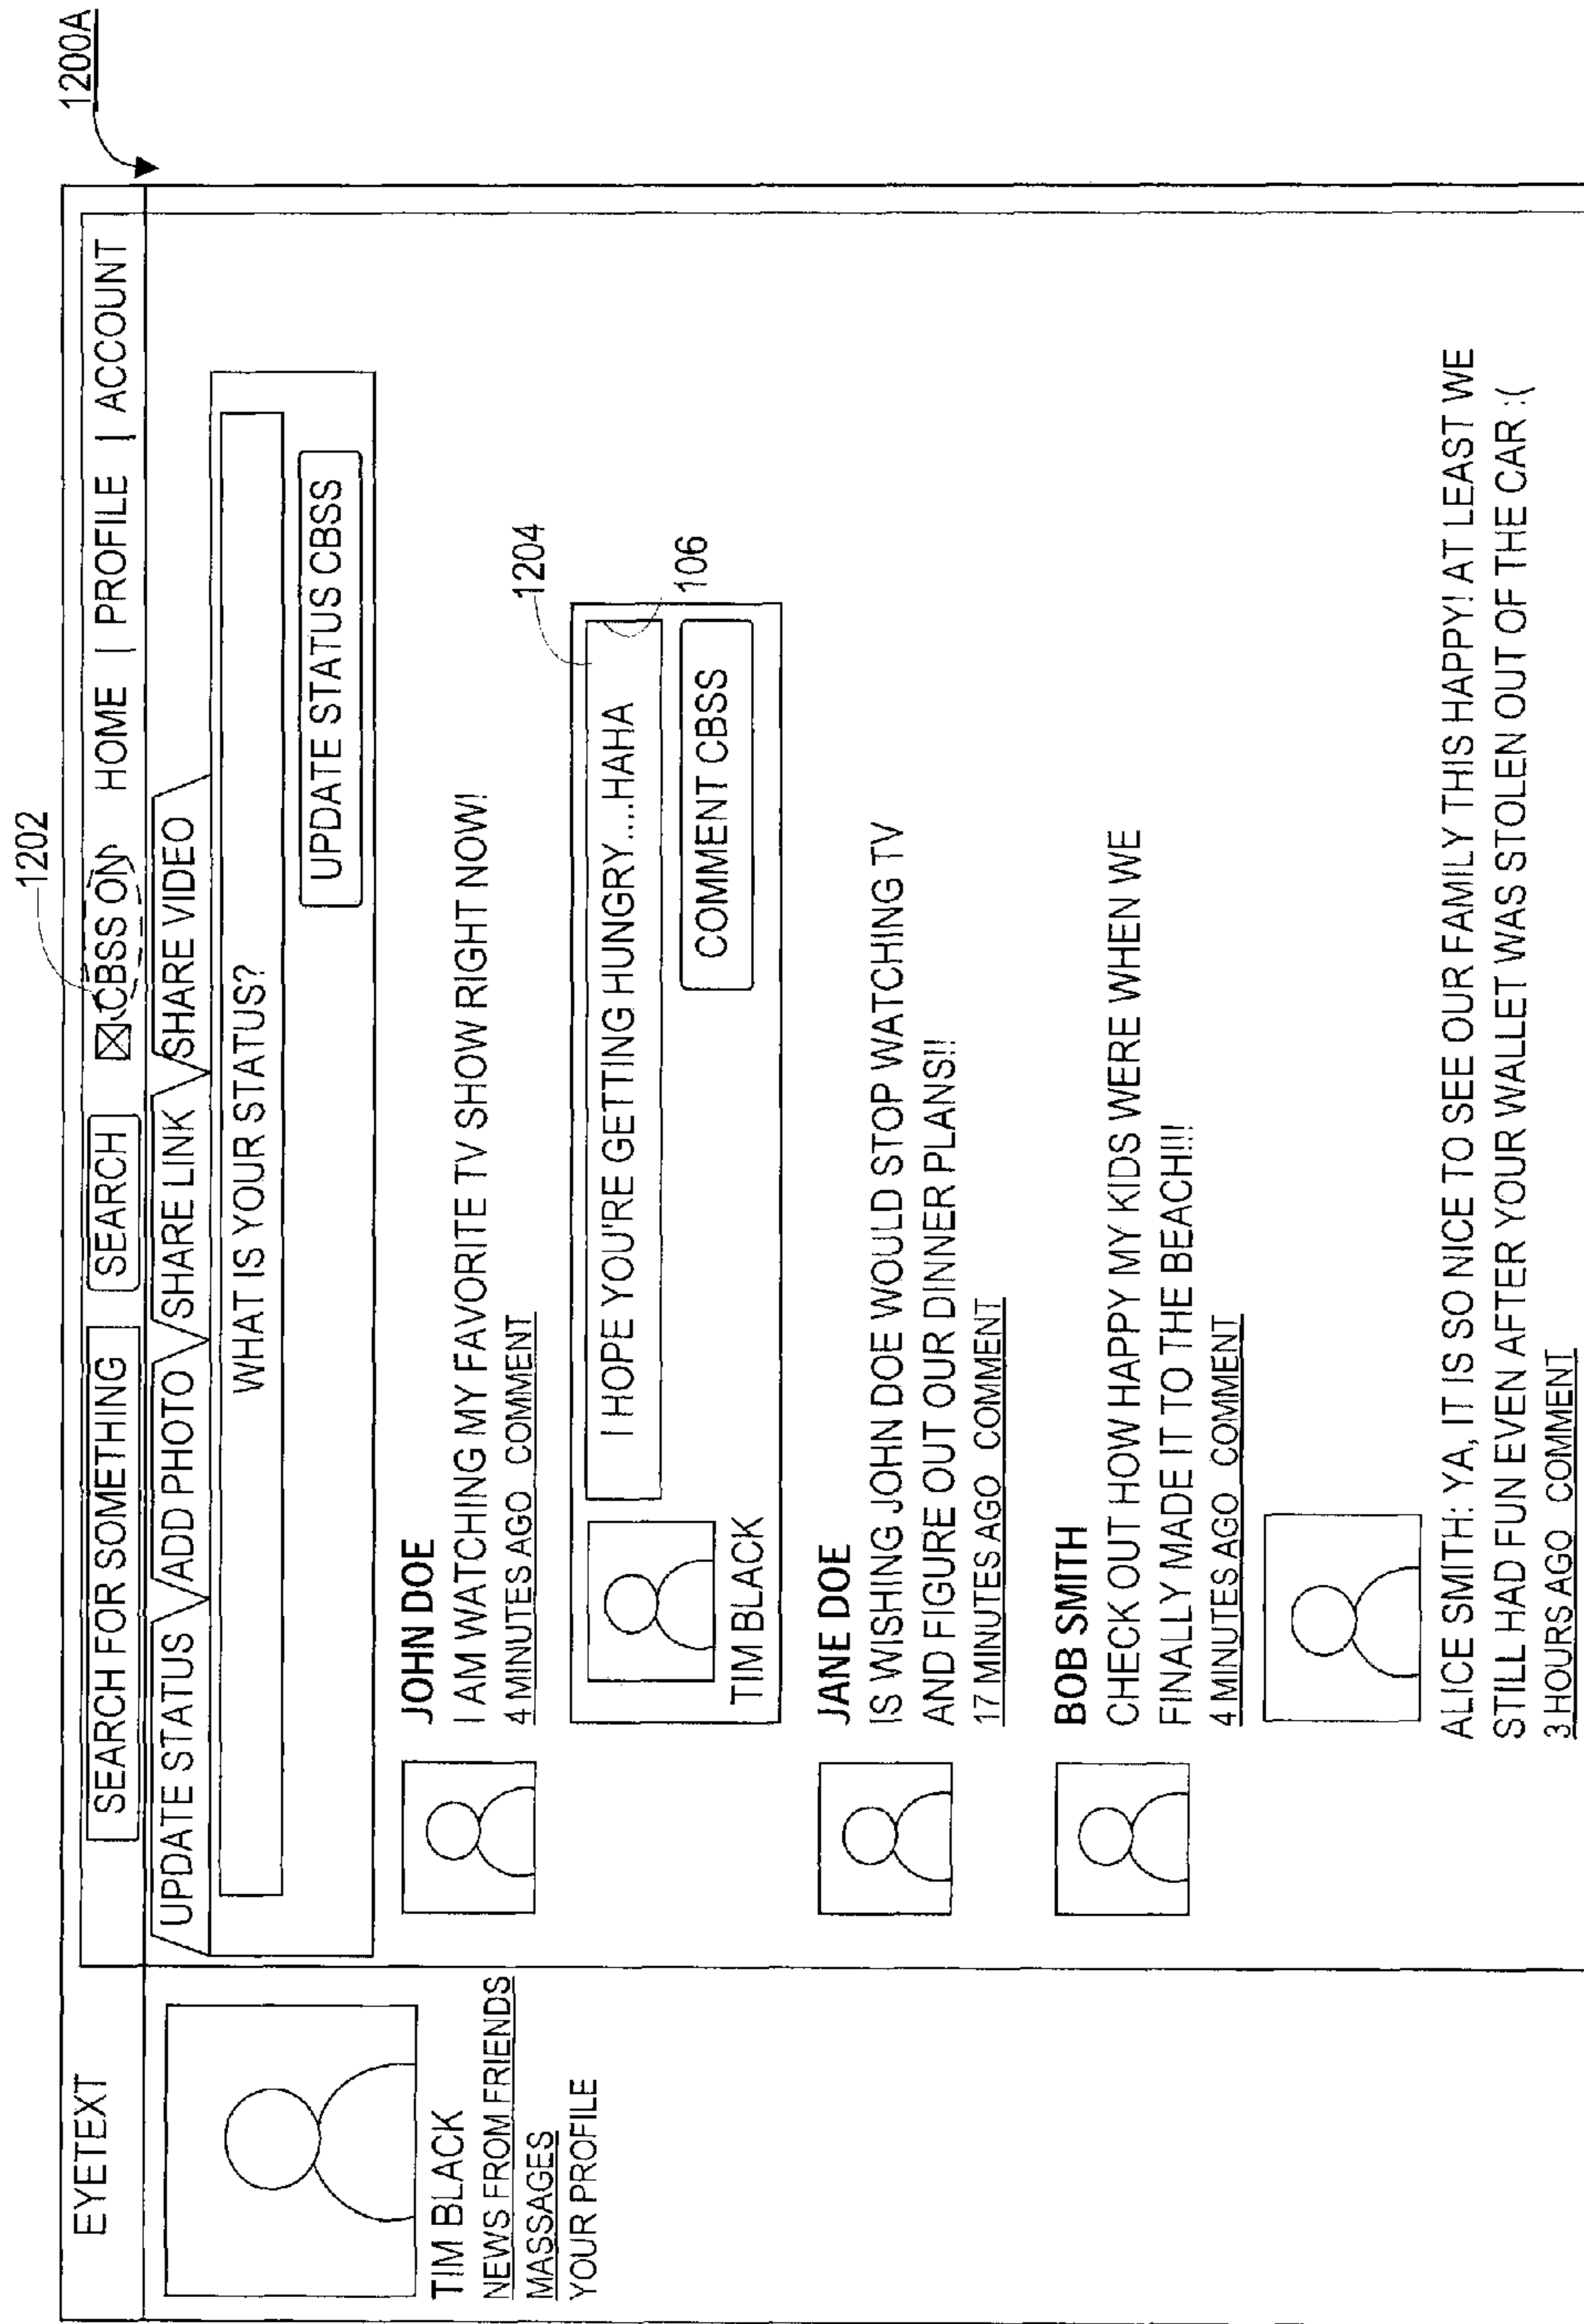 1200A
1202
EYETEXT
SEARCH FOR SOMETHING
SEARCH
CBSS ON
HOME | PROFILE | ACCOUNT
UPDATE STATUS
ADD PHOTO
SHARE LINK
SHARE VIDEO
WHAT IS YOUR STATUS?
UPDATE STATUS CBSS
TIM BLACK
NEWS FROM FRIENDS
MASSAGES
YOUR PROFILE
JOHN DOE
I AM WATCHING MY FAVORITE TV SHOW RIGHT NOW!
4 MINUTES AGO COMMENT
1204
I HOPE YOU'RE GETTING HUNGRY....HAHA
106
COMMENT CBSS
TIM BLACK
JANE DOE
IS WISHING JOHN DOE WOULD STOP WATCHING TV
AND FIGURE OUT OUR DINNER PLANS!!
17 MINUTES AGO COMMENT
BOB SMITH
CHECK OUT HOW HAPPY MY KIDS WERE WHEN WE
FINALLY MADE IT TO THE BEACH!!!!
4 MINUTES AGO COMMENT
ALICE SMITH: YA, IT IS SO NICE TO SEE OUR FAMILY THIS HAPPY! AT LEAST WE
STILL HAD FUN EVEN AFTER YOUR WALLET WAS STOLEN OUT OF THE CAR :(
3 HOURS AGO COMMENT